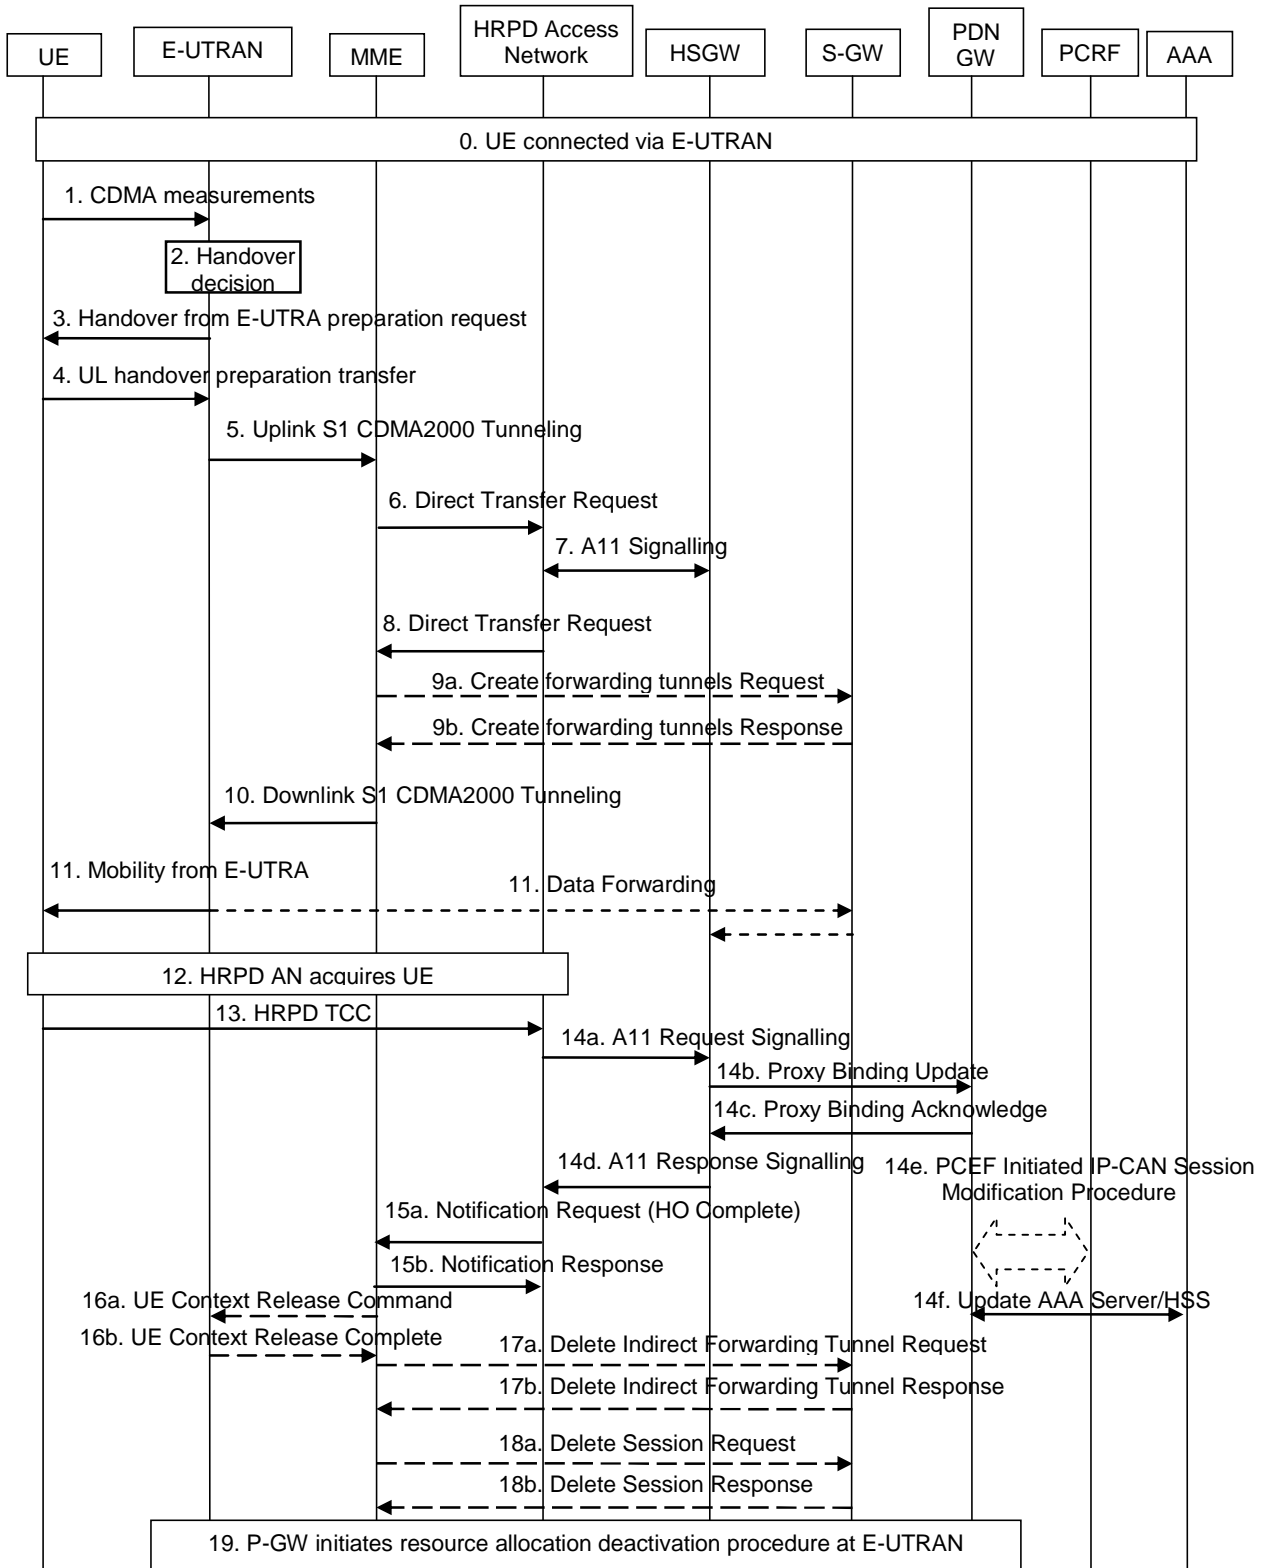 UE
E-UTRAN
MME
HRPD Access
Network
HSGW
S-GW
PDN
GW
PCRF
AAA
0. UE connected via E-UTRAN
1. CDMA measurements
2. Handover
decision
3. Handover from E-UTRA preparation request
4. UL handover preparation transfer
5. Uplink S1 CDMA2000 Tunneling
6. Direct Transfer Request
7. A11 Signalling
8. Direct Transfer Request
9a. Create forwarding tunnels Request
9b. Create forwarding tunnels Response
10. Downlink S1 CDMA2000 Tunneling
11. Mobility from E-UTRA
11. Data Forwarding
12. HRPD AN acquires UE
13. HRPD TCC
14a. A11 Request Signalling
14b. Proxy Binding Update
14c. Proxy Binding Acknowledge
14d. A11 Response Signalling
14e. PCEF Initiated IP-CAN Session
Modification Procedure
15a. Notification Request (HO Complete)
15b. Notification Response
14f. Update AAA Server/HSS
16a. UE Context Release Command
16b. UE Context Release Complete
17a. Delete Indirect Forwarding Tunnel Request
17b. Delete Indirect Forwarding Tunnel Response
18a. Delete Session Request
18b. Delete Session Response
19. P-GW initiates resource allocation deactivation procedure at E-UTRAN